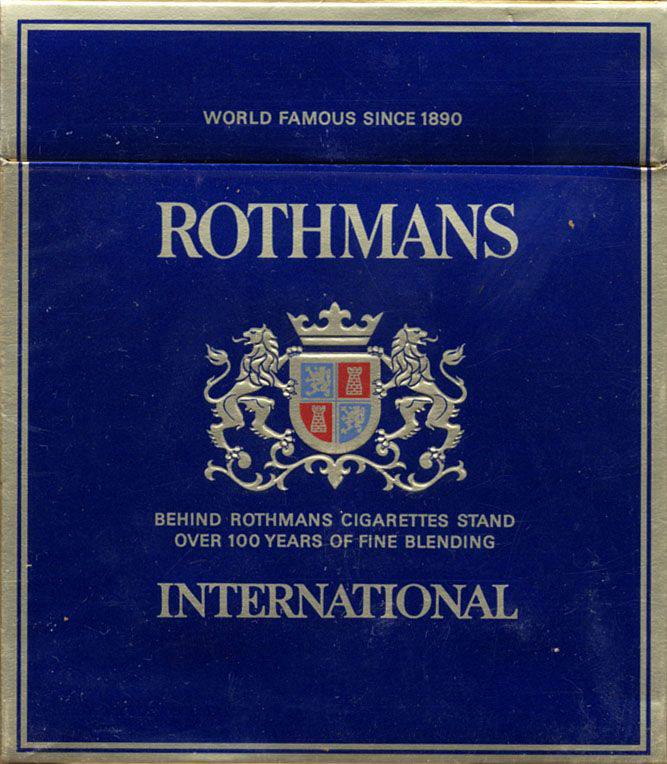 WORLD FAMOUS SINCE 1890
ROTHMANS
BEHIND ROTHMANS CIGARETTES STAND
OVER 100 YEARS OF FINE BLENDING
INTERNATIONAL